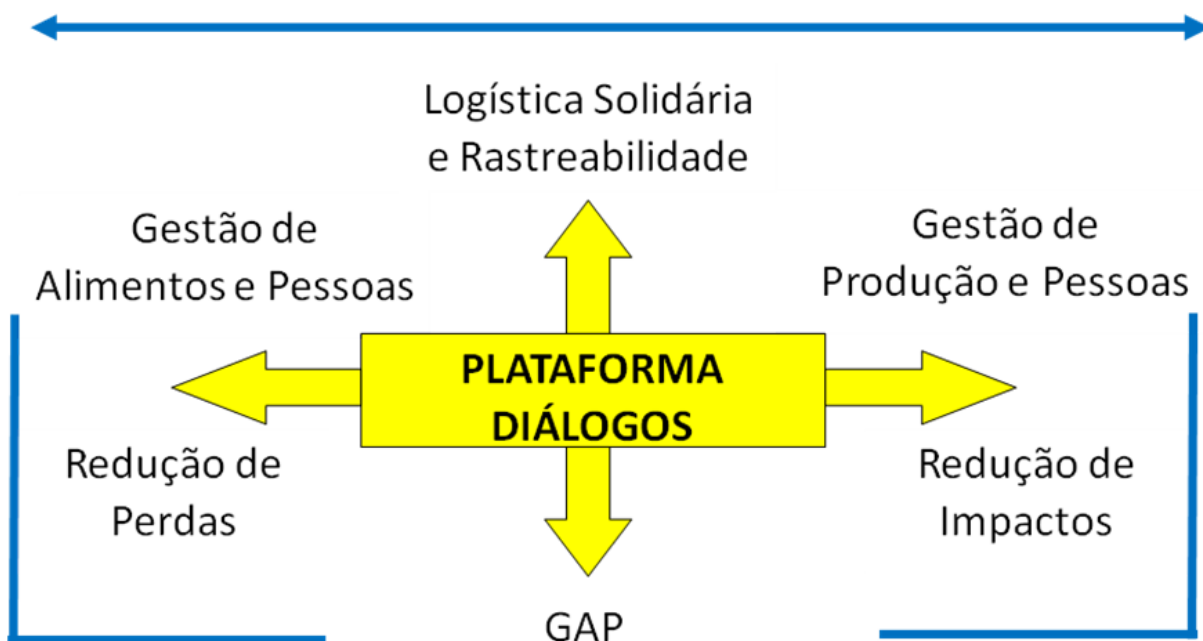 Logística Solidária
e Rastreabilidade
Gestão de
Alimentos e Pessoas
Gestão de
Produção e Pessoas
PLATAFORMA
DIÁLOGOS
Redução de
Perdas
Redução de
Impactos
GAP